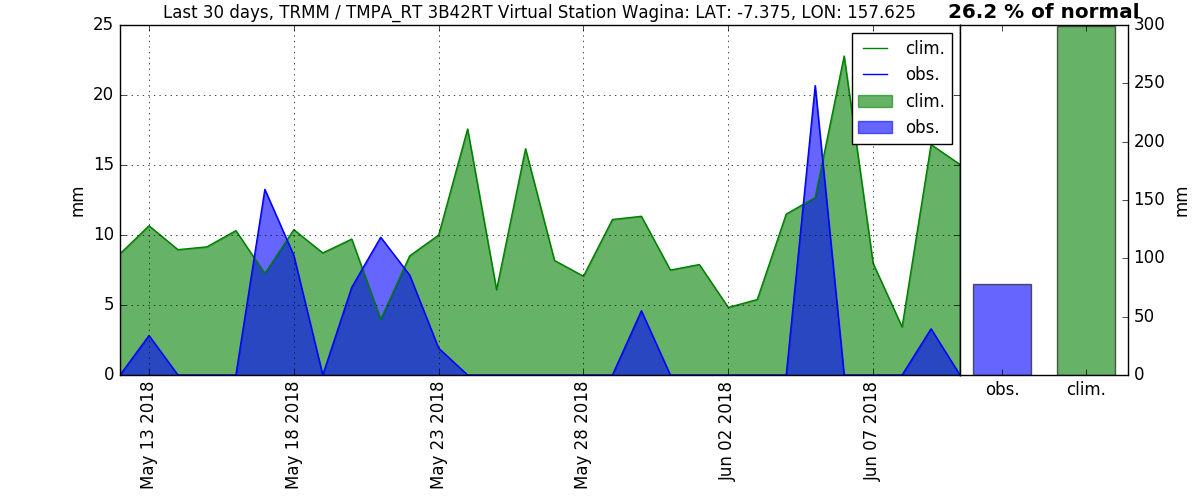 Last 30 days, TRMM / TMPA_RT 3B42RT Virtual Station Wagina: LAT: -7.375, LON: 157.625
26.2 % of normal
25
20
15
10
5
0
mm
clim.
obs.
clim.
obs.
May 13 2018
May 18 2018
May 23 2018
May 28 2018
Jun 02 2018
Jun 07 2018
300
250
200
150
100
50
0
mm
obs.
clim.